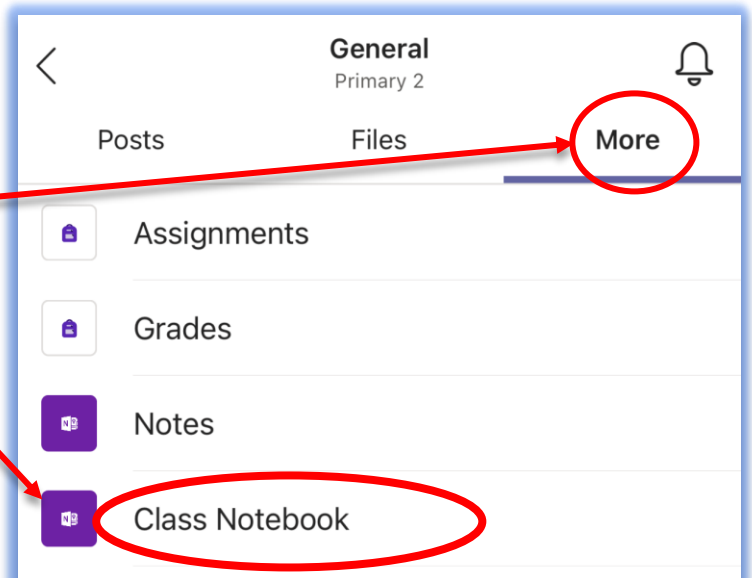 General
Primary 2
Posts Files More
Assignments
Grades
Notes
Class Notebook